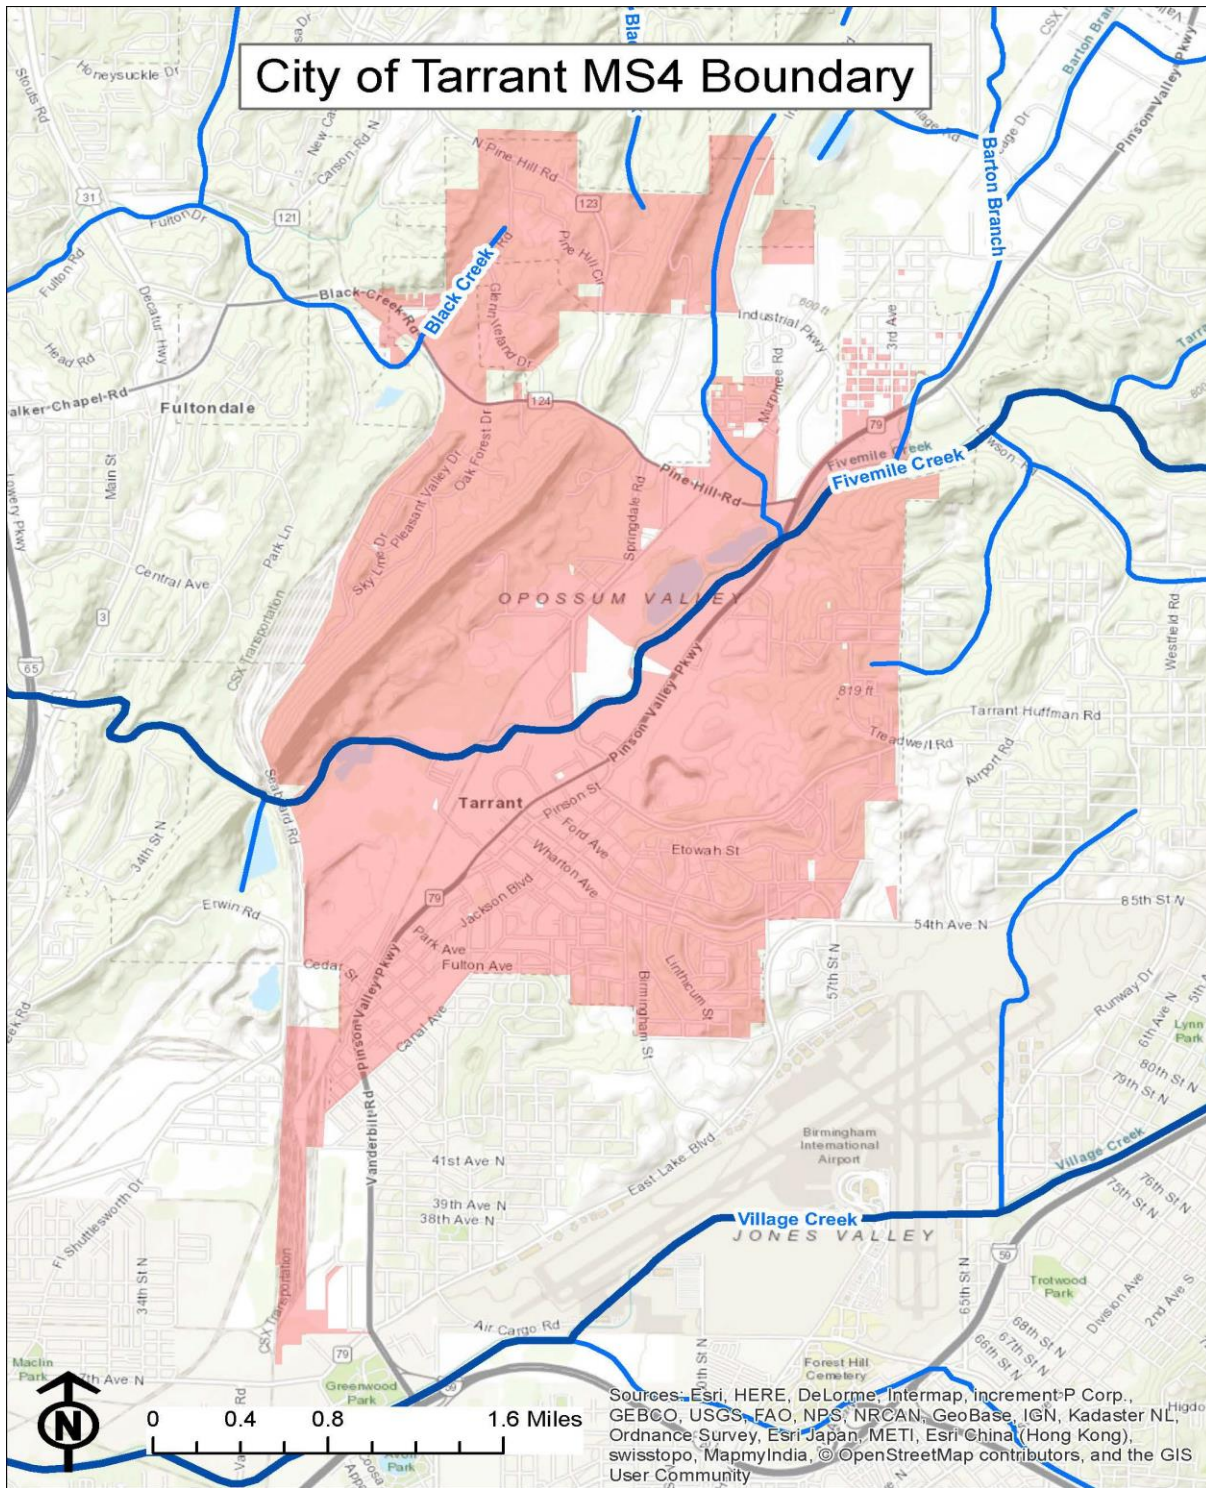 City of Tarrant MS4 Boundary
Stouts Rd
Honeysuckle Dr
Carson Rd N
31
121
Fulton Dr
Fulton Rd
Decatur Hwy
Head Rd
Fultondale
Main St
Central Ave
Park Ln
3
65
CSX Transportation
34th St N
Seaboard Rd
Erwin Rd
Cedar St
N Pine Hill Rd
123
Pine Hill Cir
Black Creek Rd
Black Creek
Glenn Ireland Dr
124
Oak Forest Dr
Pleasant Valley Dr
Sky Line Dr
Springdale Rd
Pine Hill Rd
Murphree Rd
Industrial Pkwy
600 ft
3rd Ave
79
Fivemile Creek
Fivemile Creek
Barton Branch
Barton Branch
Pinson Valley Pkwy
Lawson Rd
OPOSSUM VALLEY
Pinson Valley Pkwy
819 ft
Treadwell Rd
Tarrant Huffman Rd
Airport Rd
Westfield Rd
Tarrant
Pinson St
Ford Ave
Wharton Ave
Etowah St
79
Jackson Blvd
Park Ave
Fulton Ave
Pinson Valley Pkwy
Canal Ave
Linthicum St
Birmingham St
57th St N
54th Ave N
85th St N
Runway Dr
6th Ave N
Lynn
Park
80th St N
79th St N
Vanderbilt Rd
41st Ave N
39th Ave N
38th Ave N
East Lake Blvd
Birmingham
International
Airport
Village Creek
76th St N
75th St N
Village Creek
JONES VALLEY
59
Fl Shuttlesworth Dr
34th St N
CSX Transportation
65th St N
Trotwood
Park
Division Ave
2nd Ave S
68th St N
67th St N
66th St N
Air Cargo Rd
79
Maclin
Park
Greenwood
Park
59
Forest Hill
Cemetery
N
0 0.4 0.8 1.6 Miles
Sources: Esri, HERE, DeLorme, Intermap, increment P Corp.,
GEBCO, USGS, FAO, NPS, NRCAN, GeoBase, IGN, Kadaster NL,
Ordnance Survey, Esri Japan, METI, Esri China (Hong Kong),
swisstopo, MapmyIndia, © OpenStreetMap contributors, and the GIS
User Community